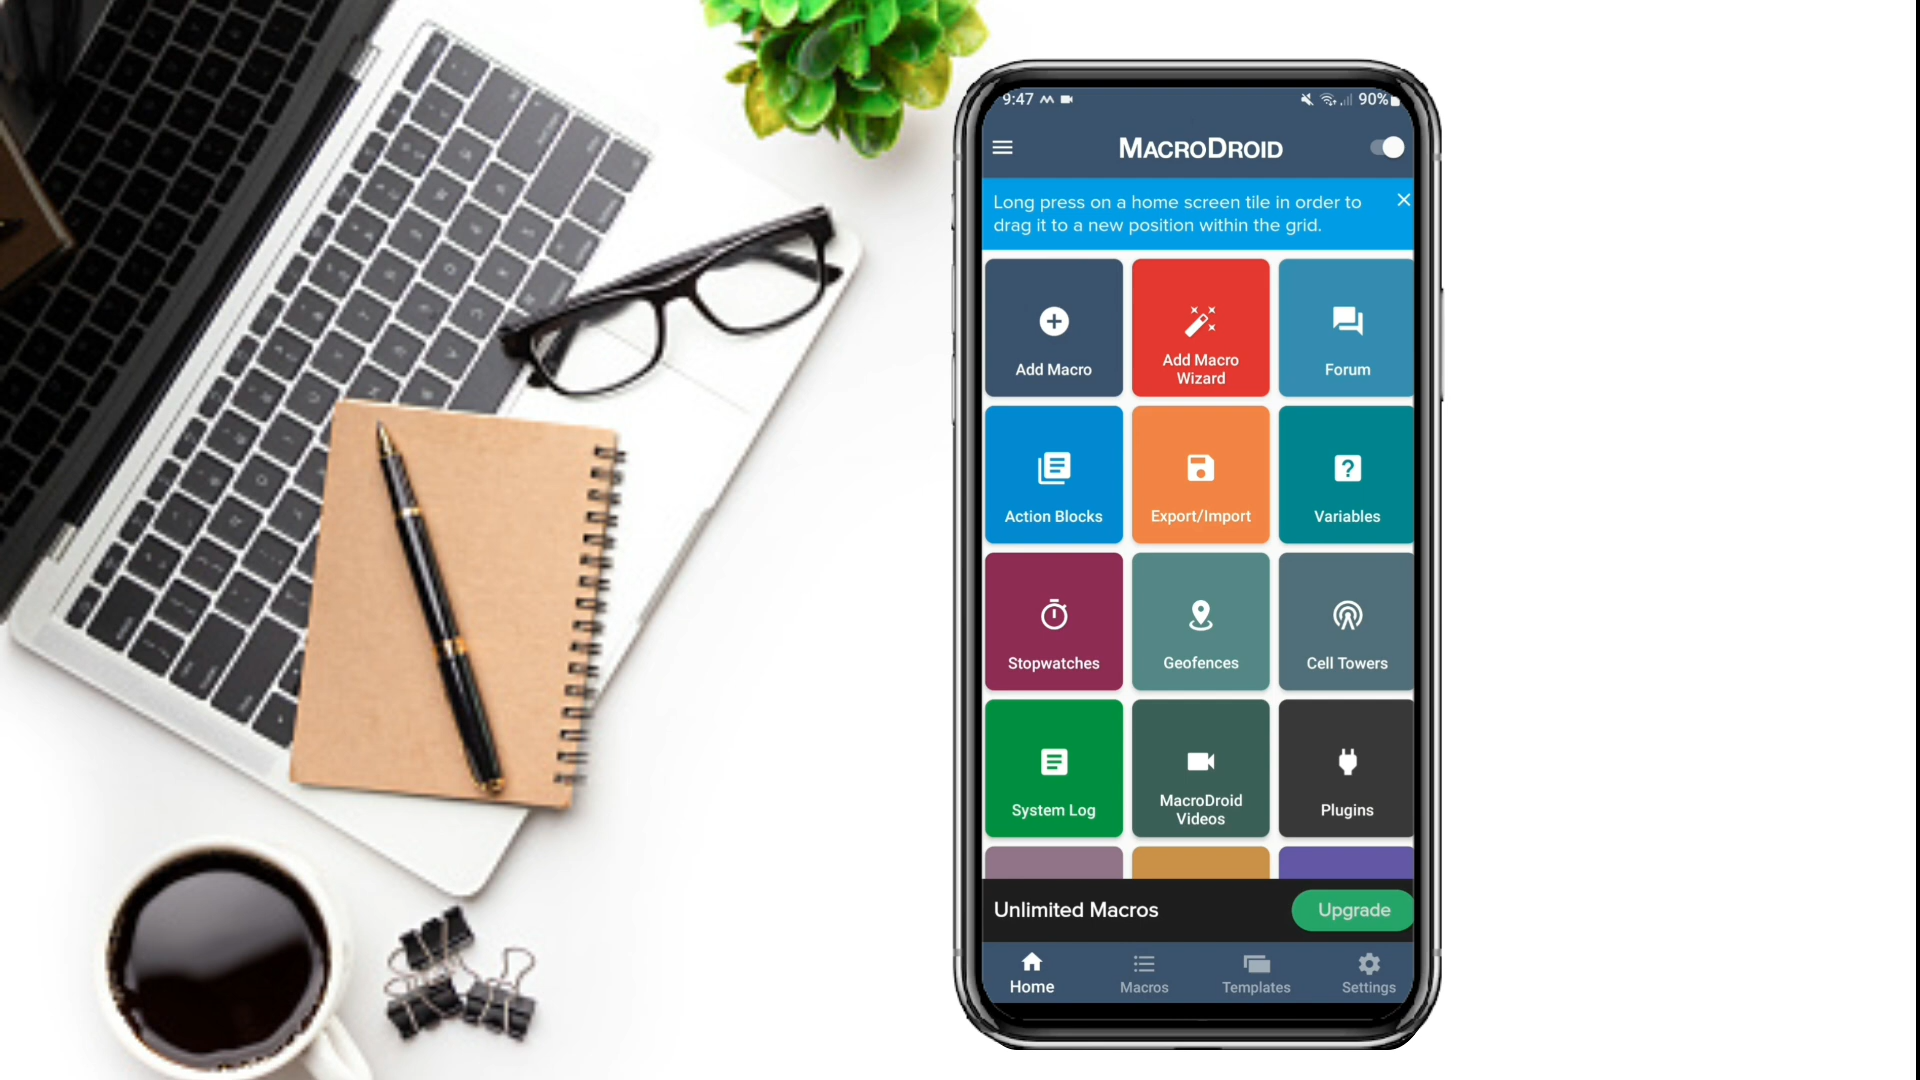 9:47
90%
MACRODROID
Long press on a home screen tile in order to
drag it to a new position within the grid.
Add Macro
Add Macro
Wizard
Forum
Action Blocks
Export/Import
Variables
Stopwatches
Geofences
Cell Towers
System Log
MacroDroid
Videos
Plugins
Unlimited Macros
Upgrade
Home
Macros
Templates
Settings